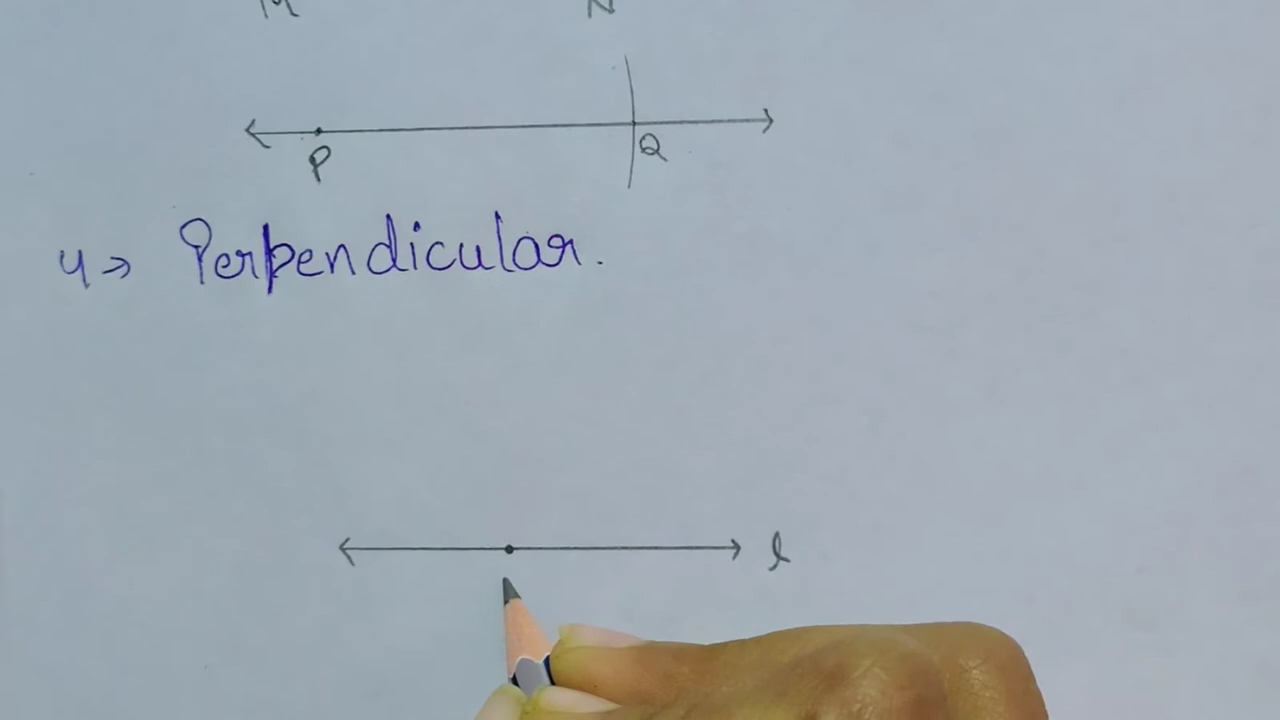 M N
P Q
4→ Perpendicular.
l